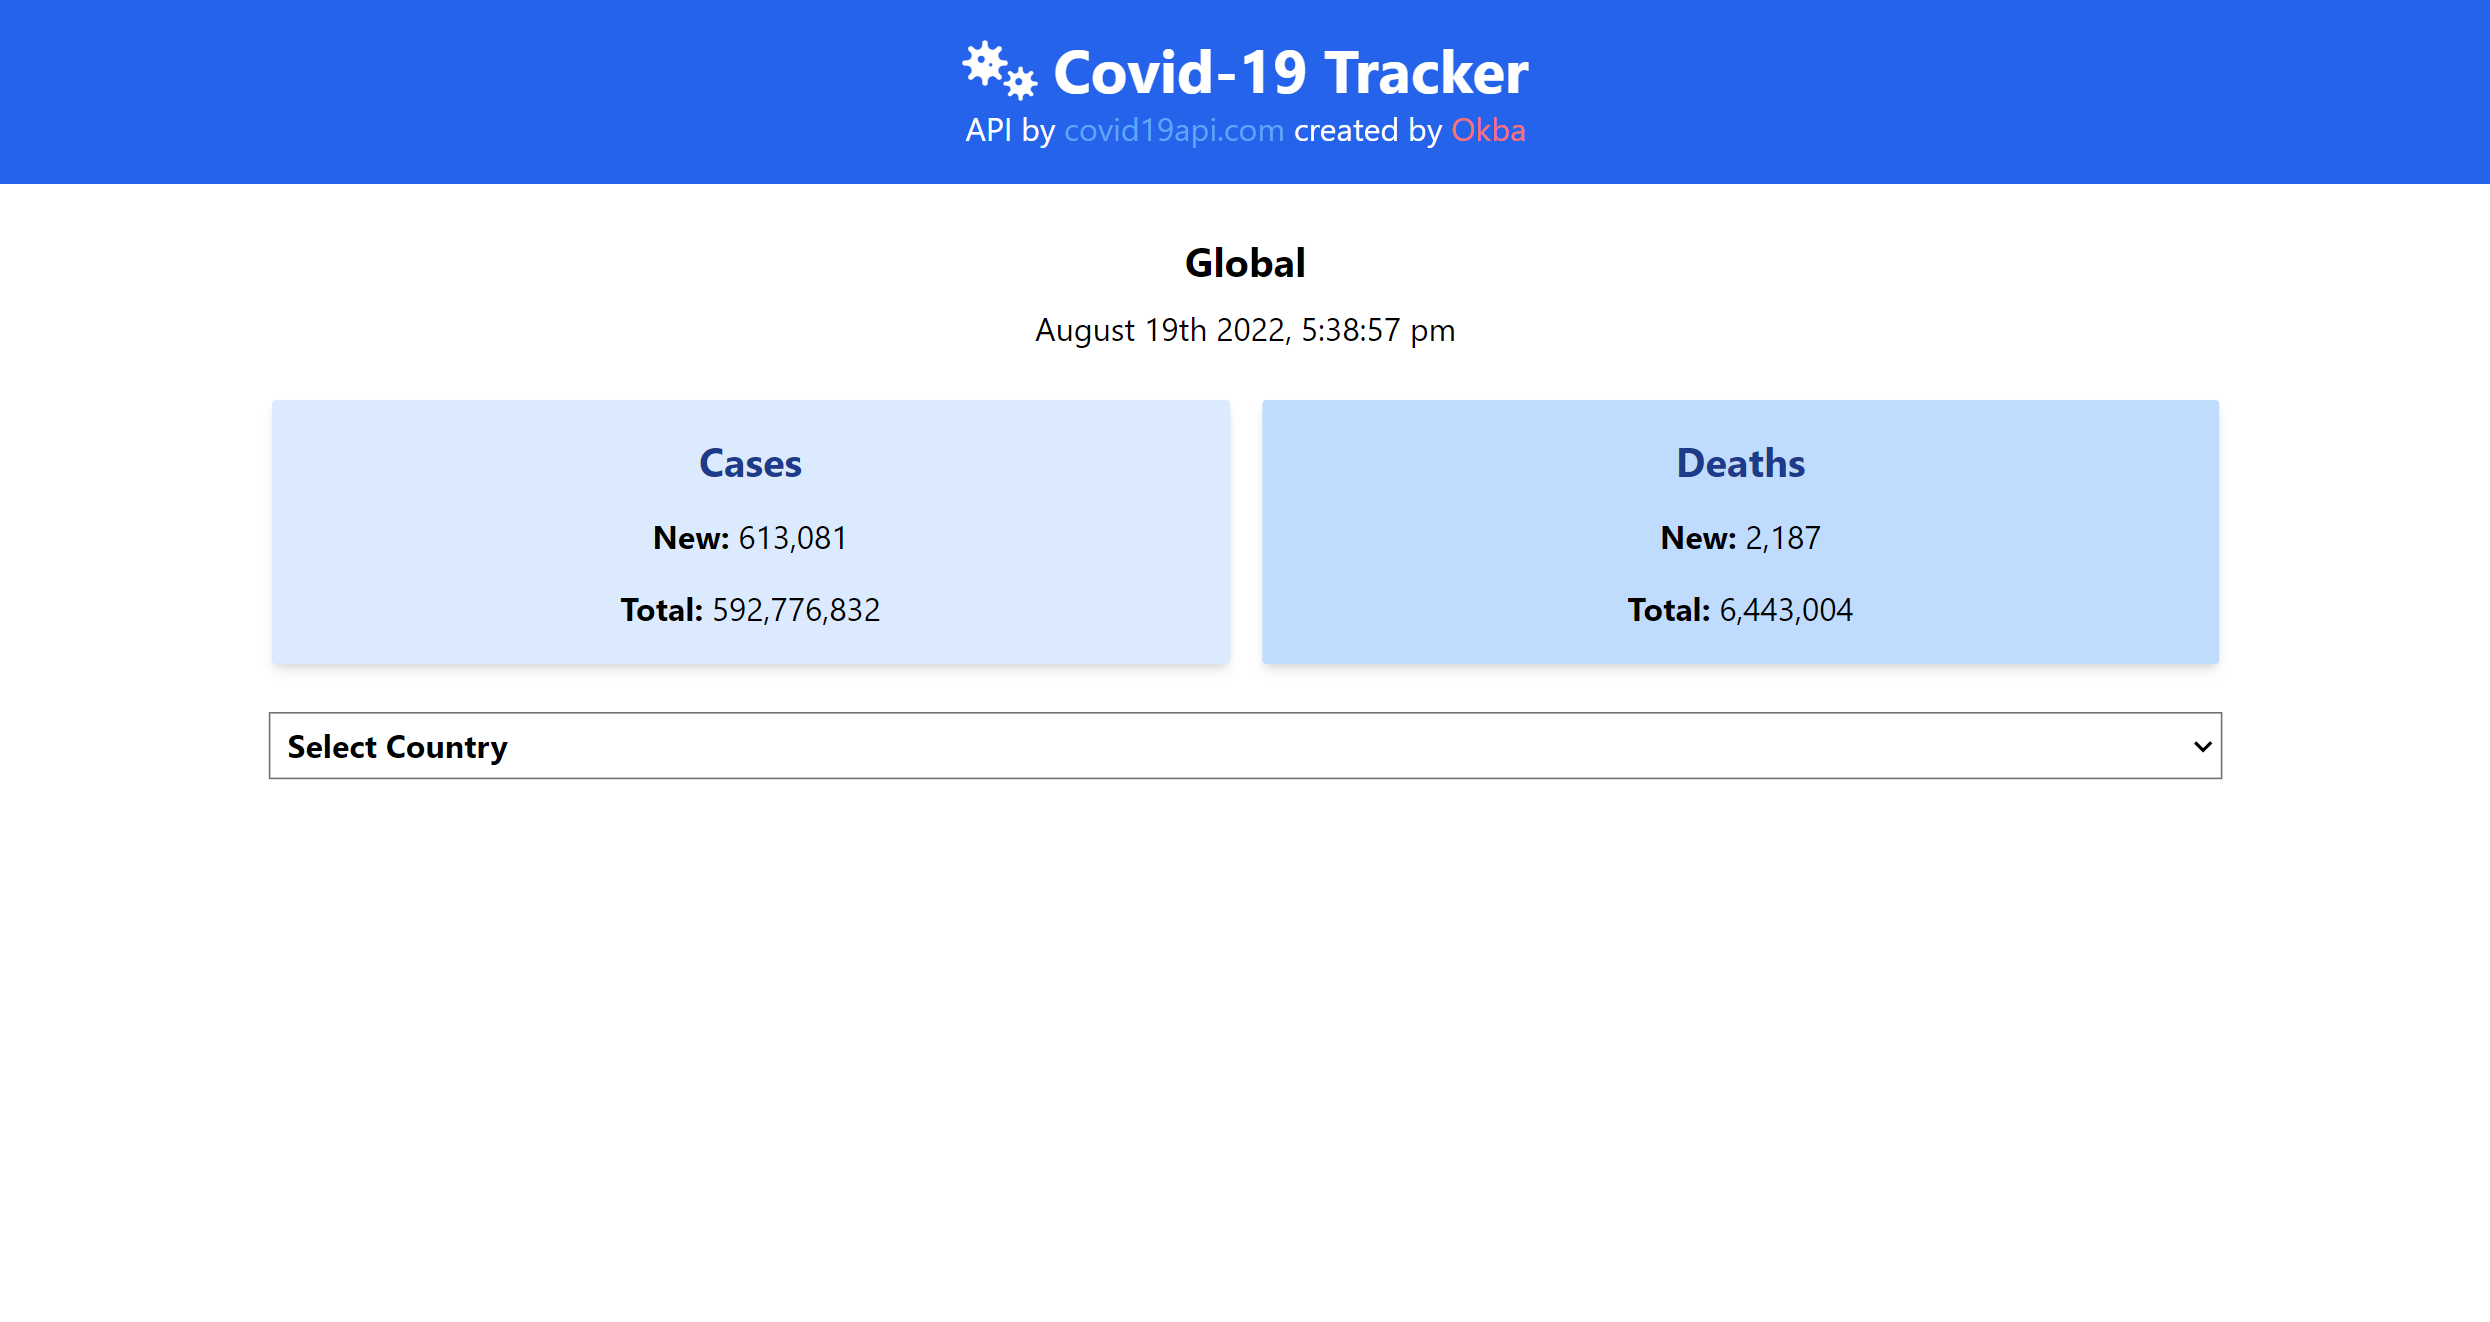 Covid-19 Tracker
API by covid19api.com created by Okba
Global
August 19th 2022, 5:38:57 pm
Cases
New: 613,081
Total: 592,776,832
Deaths
New: 2,187
Total: 6,443,004
Select Country